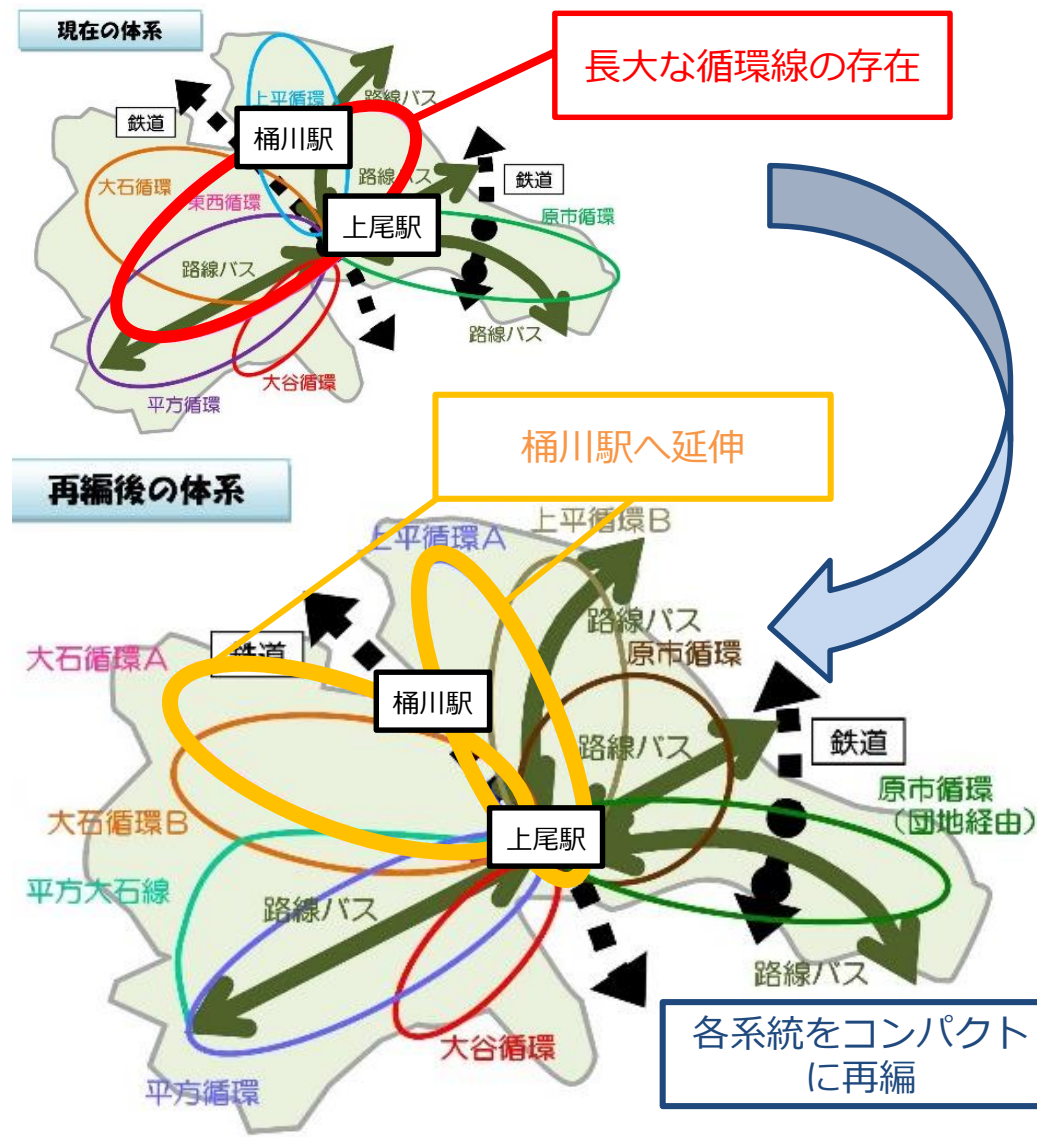 現在の体系
長大な循環線の存在
上平循環
路線バス
鉄道
桶川駅
大石循環
路線バス
鉄道
東西循環
上尾駅
原市循環
路線バス
路線バス
大谷循環
平方循環
桶川駅へ延伸
再編後の体系
上平循環B
上平循環A
路線バス
大石循環A
鉄道
原市循環
桶川駅
路線バス
鉄道
原市循環
(団地経由)
大石循環B
上尾駅
平方大石線
路線バス
路線バス
大谷循環
平方循環
各系統をコンパクト
に再編